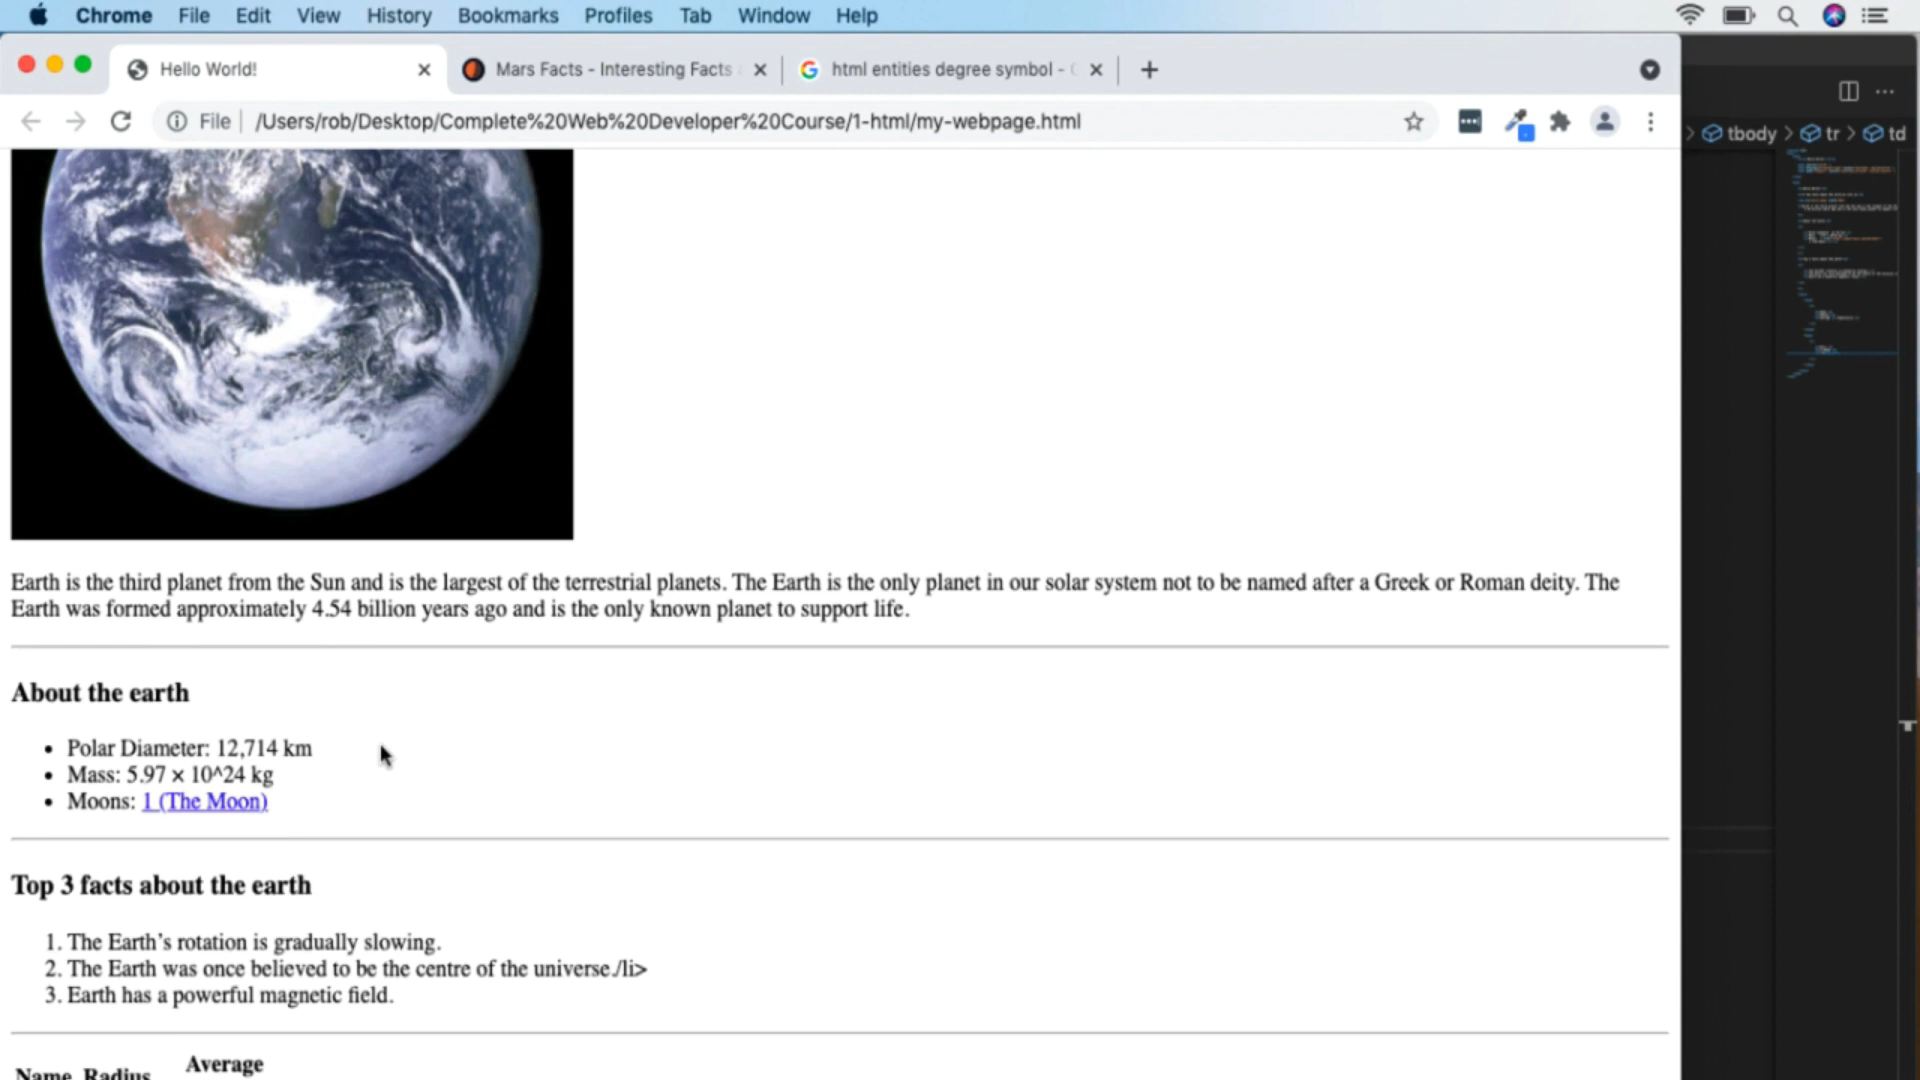 Chrome File Edit View History Bookmarks Profiles Tab Window Help
Hello World!
Mars Facts - Interesting Facts
html entities degree symbol -
File
/Users/rob/Desktop/Complete%20Web%20Developer%20Course/1-html/my-webpage.html
tbody > tr > td
Earth is the third planet from the Sun and is the largest of the terrestrial planets. The Earth is the only planet in our solar system not to be named after a Greek or Roman deity. The
Earth was formed approximately 4.54 billion years ago and is the only known planet to support life.
About the earth
• Polar Diameter: 12,714 km
• Mass: 5.97 × 10^24 kg
• Moons: 1 (The Moon)
Top 3 facts about the earth
1. The Earth’s rotation is gradually slowing.
2. The Earth was once believed to be the centre of the universe./li>
3. Earth has a powerful magnetic field.
Average
Name Radius